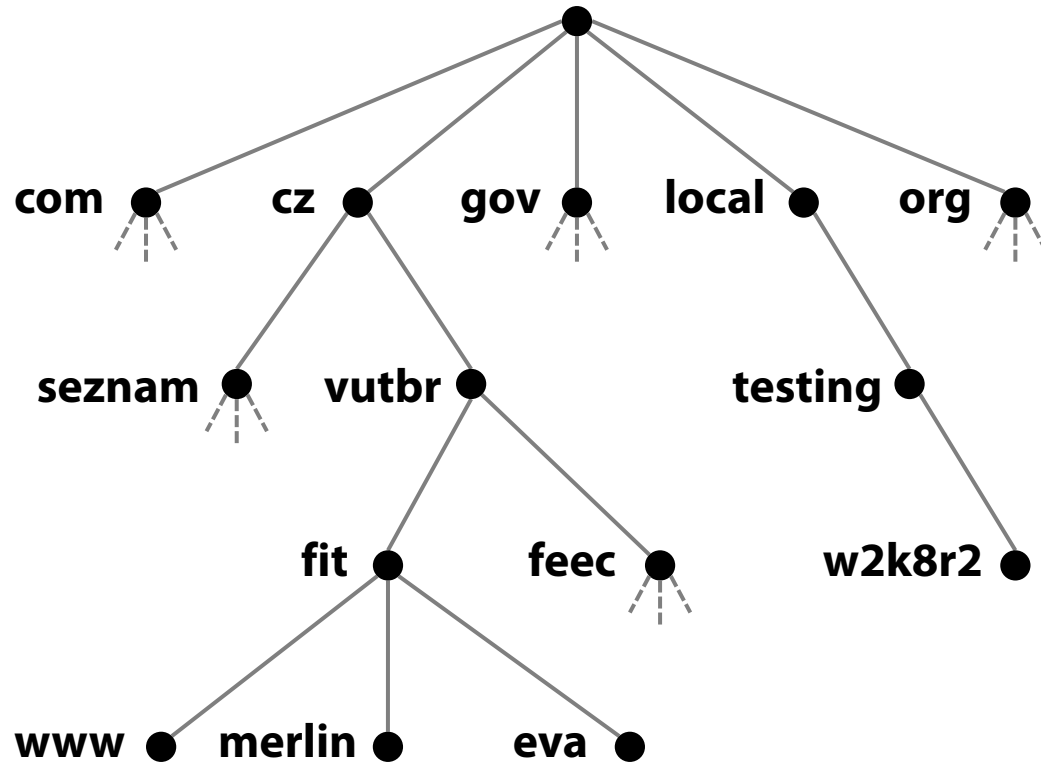 com cz gov local org
seznam vutbr testing
fit feec w2k8r2
www merlin eva